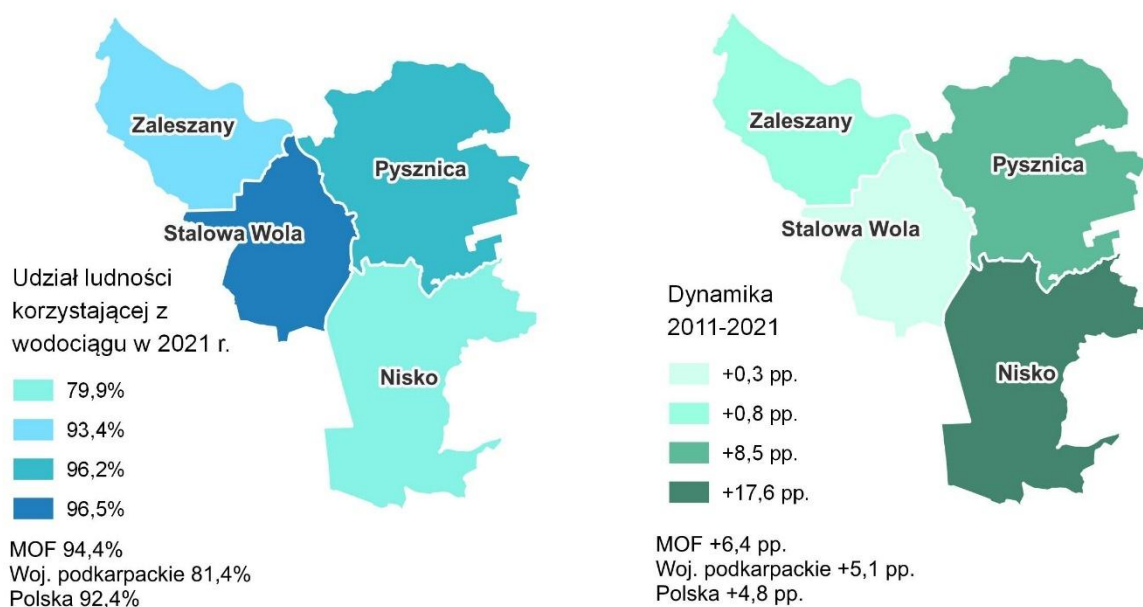 Zaleszany
Pysznica
Stalowa Wola
Nisko
Udział ludności
korzystającej z
wodociągu w 2021 r.
79,9%
93,4%
96,2%
96,5%
MOF 94,4%
Woj. podkarpackie 81,4%
Polska 92,4%
Zaleszany
Pysznica
Stalowa Wola
Nisko
Dynamika
2011-2021
+0,3 pp.
+0,8 pp.
+8,5 pp.
+17,6 pp.
MOF +6,4 pp.
Woj. podkarpackie +5,1 pp.
Polska +4,8 pp.